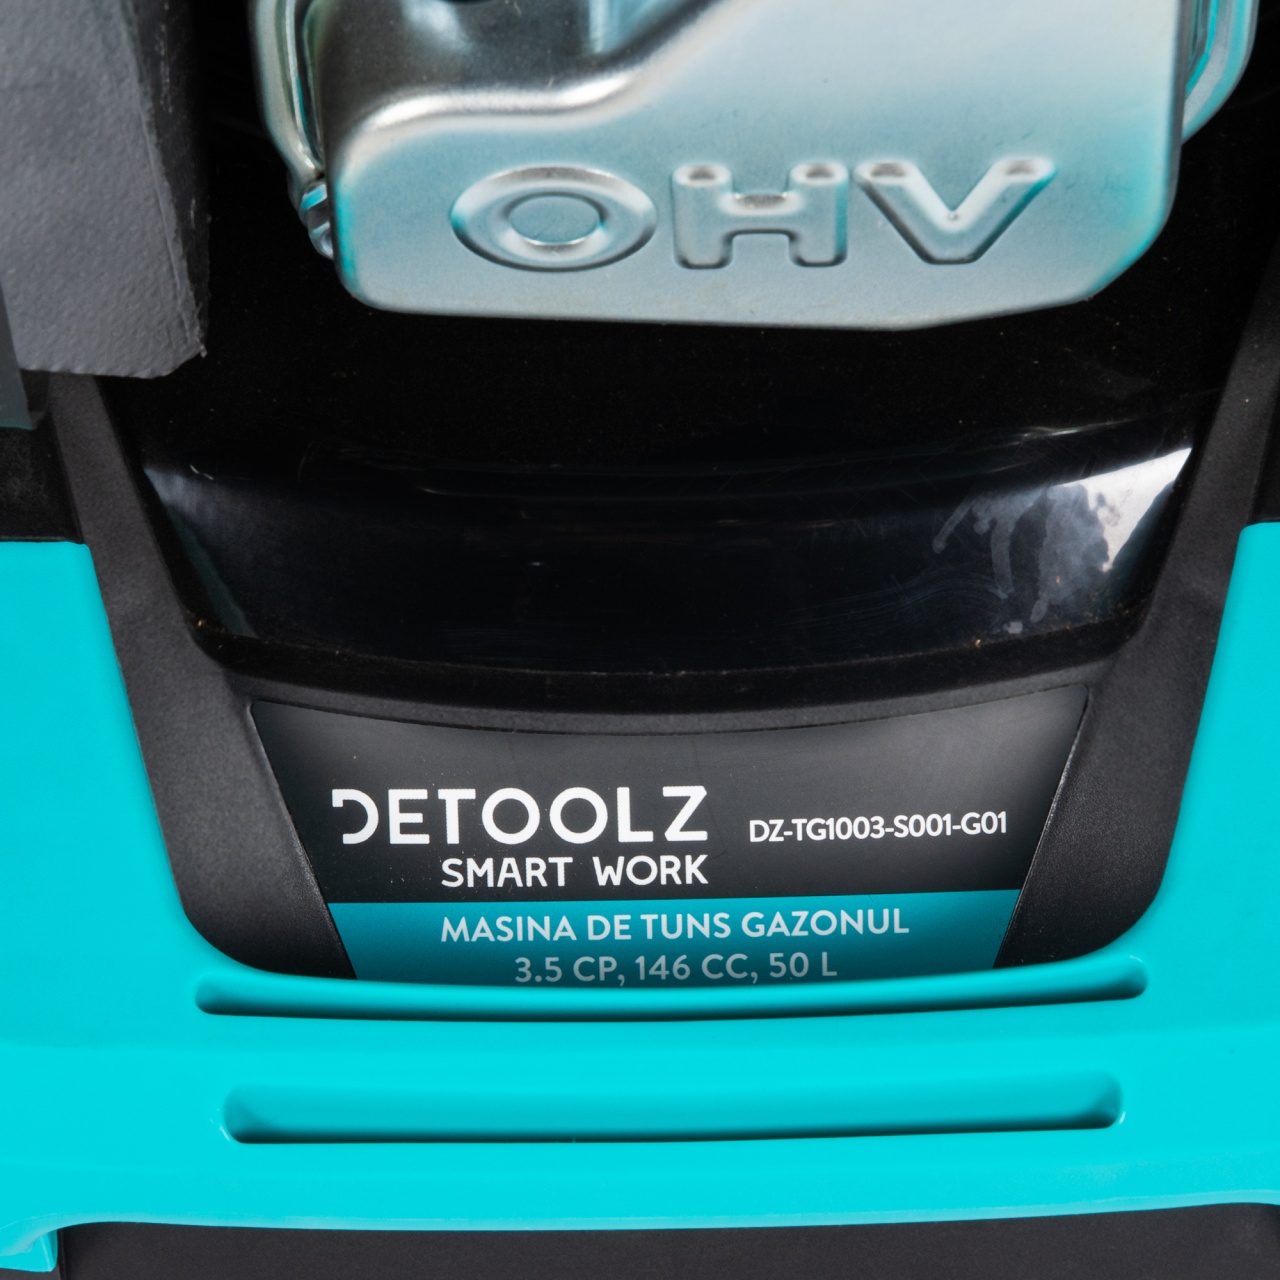 OHV
DETOOLZ
SMART WORK
DZ-TG1003-S001-G01
MASINA DE TUNS GAZONUL
3.5 CP, 146 CC, 50 L